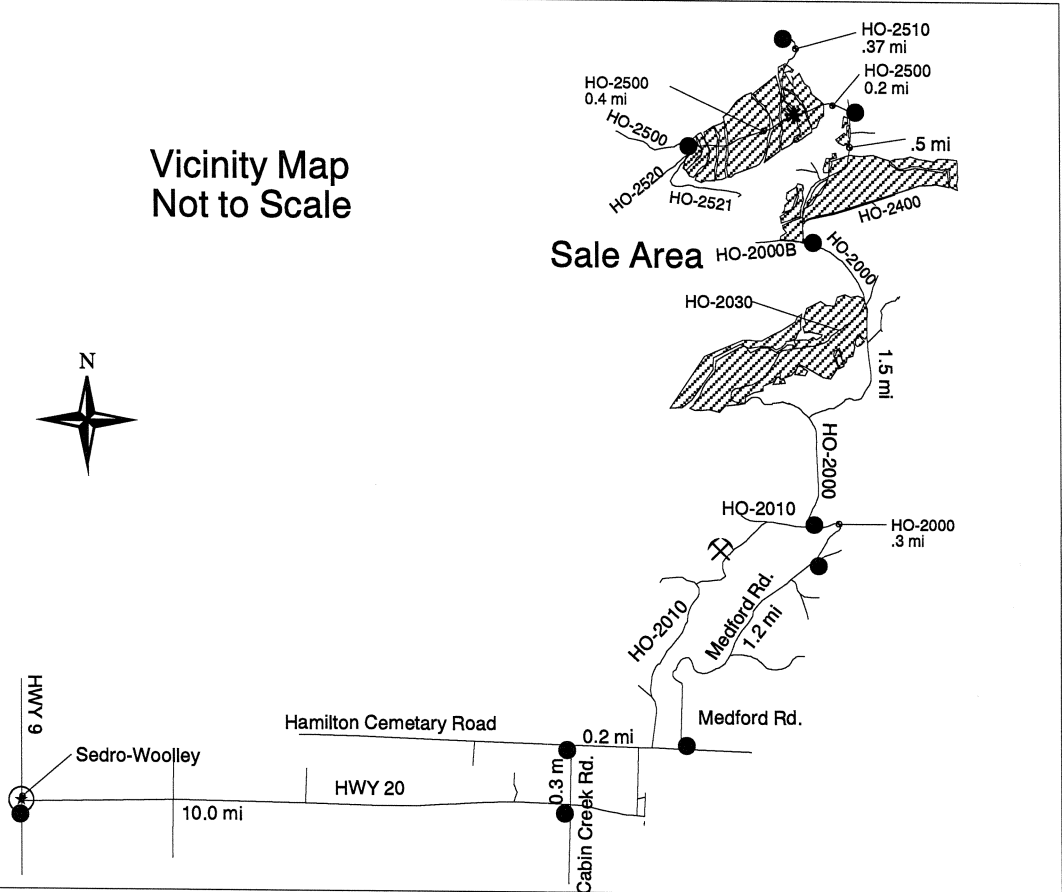 HO-2510
.37 mi
HO-2500
0.2 mi
HO-2500
0.4 mi
HO-2500
.5 mi
Vicinity Map
Not to Scale
HO-2520
HO-2521
HO-2400
Sale Area
HO-2000B
HO-2000
HO-2030
N
1.5 mi
HO-2000
HO-2010
HO-2000
.3 mi
Medford Rd.
1.2 mi
HO-2010
HWY 9
Hamilton Cemetary Road
0.2 mi
Medford Rd.
Sedro-Woolley
HWY 20
0.3 m
Cabin Creek Rd.
10.0 mi